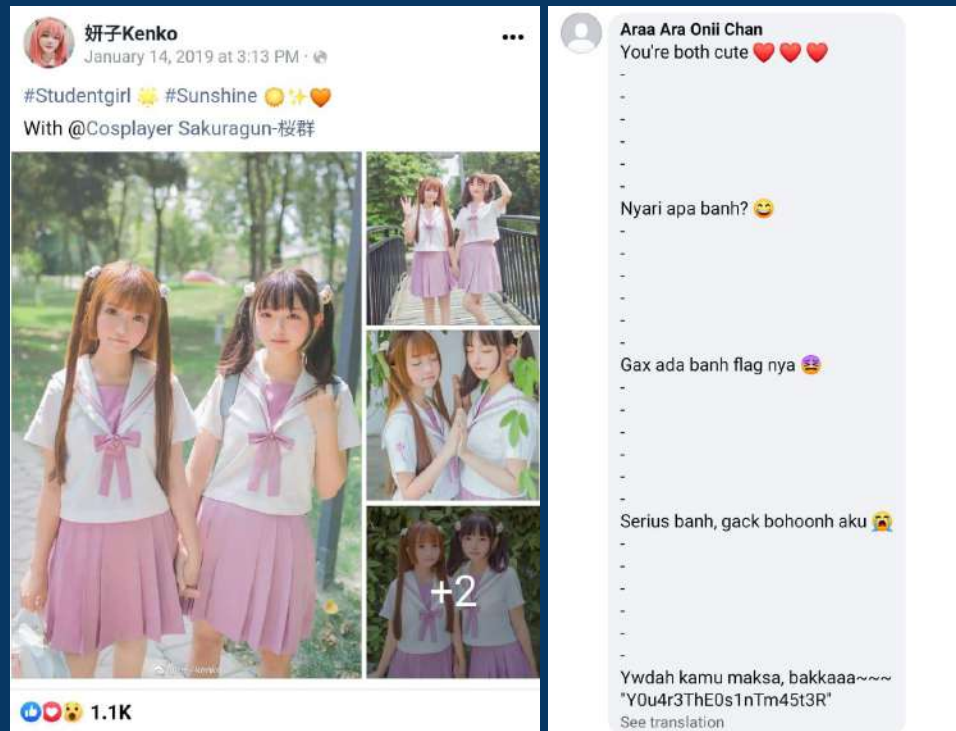 妍子Kenko
January 14, 2019 at 3:13 PM ·
#Studentgirl 🌟 #Sunshine 🌞✨🧡
With @Cosplayer Sakuragun-桜群
+2
1.1K
Araa Ara Onii Chan
You're both cute ❤️ ❤️ ❤️
-
-
-
-
-
-
Nyari apa banh? 😄
-
-
-
-
-
-
Gax ada banh flag nya 😫
-
-
-
-
-
-
Serius banh, gack bohoonh aku 😭
-
-
-
-
-
-
Ywdah kamu maksa, bakkaaa~~~
"Y0u4r3ThE0s1nTm45t3R"
See translation